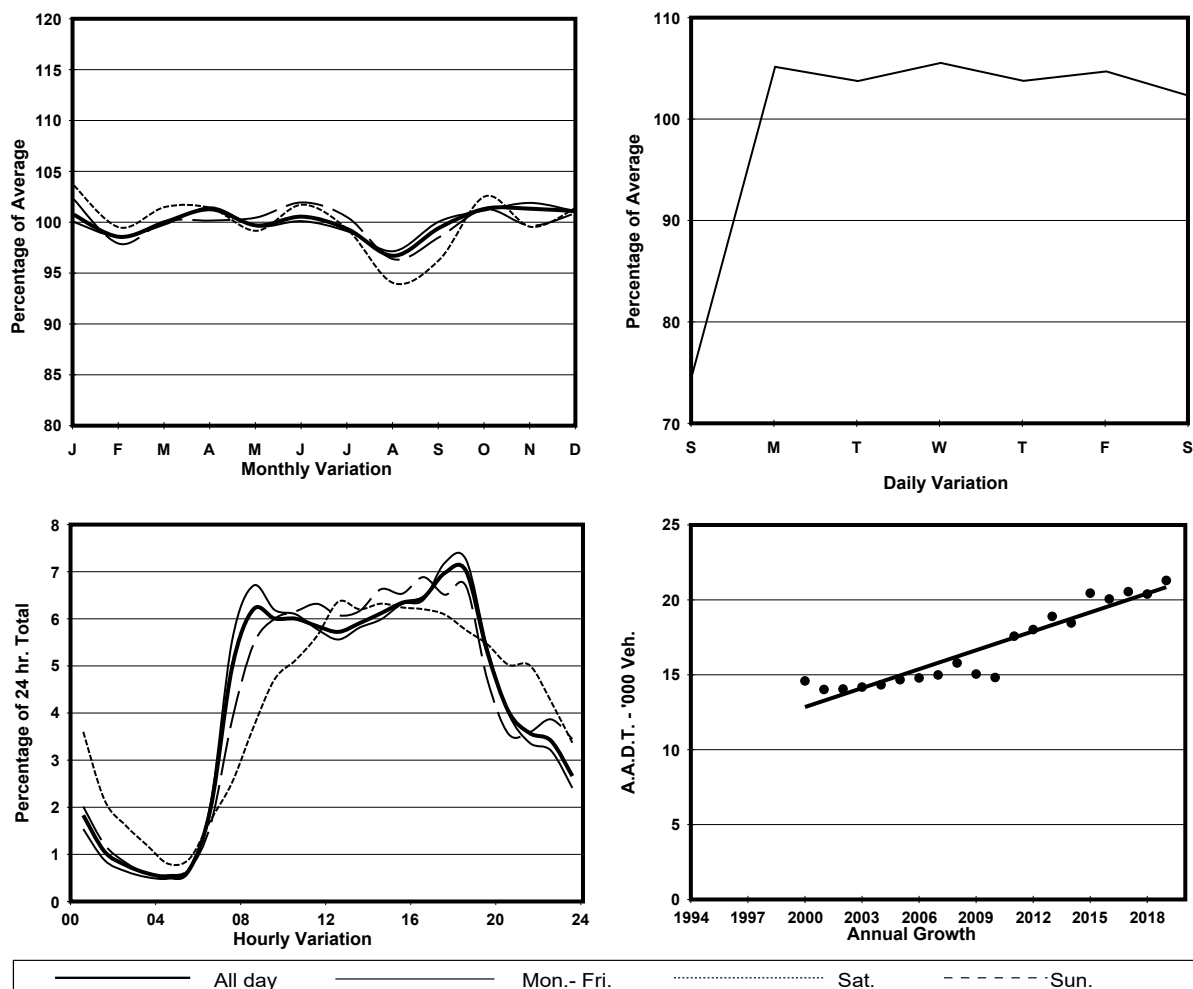 120
115
110
105
100
95
90
85
80
Percentage of Average
J F M A M J J A S O N D
Monthly Variation
110
100
90
80
70
Percentage of Average
S M T W T F S
Daily Variation
8
7
6
5
4
3
2
1
0
Percentage of 24 hr. Total
00 04 08 12 16 20 24
Hourly Variation
25
20
15
10
5
0
A.A.D.T. - '000 Veh.
1994 1997 2000 2003 2006 2009 2012 2015 2018
Annual Growth
All day Mon.- Fri. Sat. Sun.